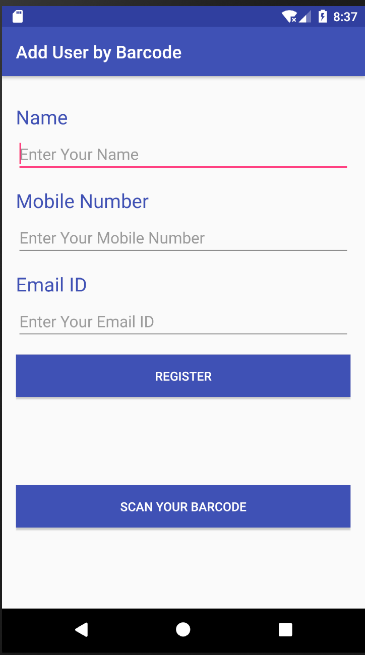 8:37
Add User by Barcode
Name
Enter Your Name
Mobile Number
Enter Your Mobile Number
Email ID
Enter Your Email ID
REGISTER
SCAN YOUR BARCODE